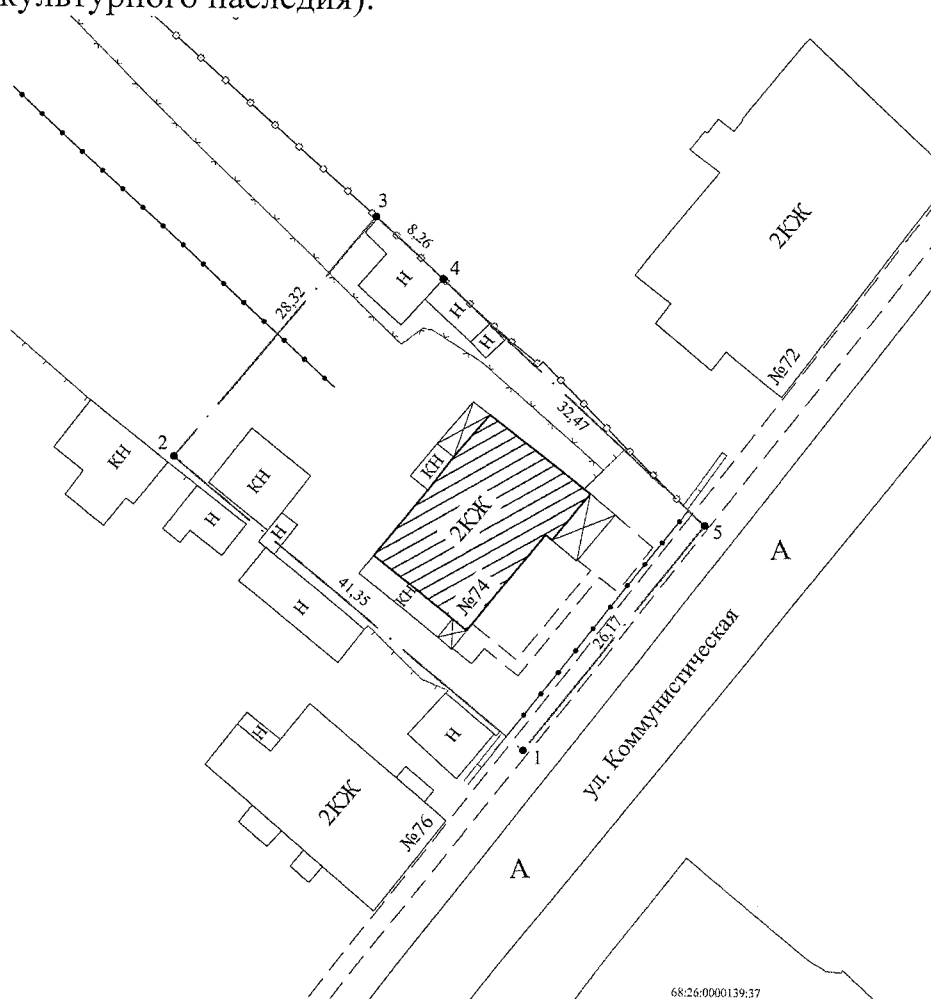 культурного наследия).
3
8,26
4
Н
Н
Н
28,32
2КЖ
№72
32,47
2
КН
КН
КН
Н
Н
2КЖ
№74
КН
41,35
Н
5
А
26,17
ул. Коммунистическая
1
Н
Н
2КЖ
№76
А
68:26:0000139:37